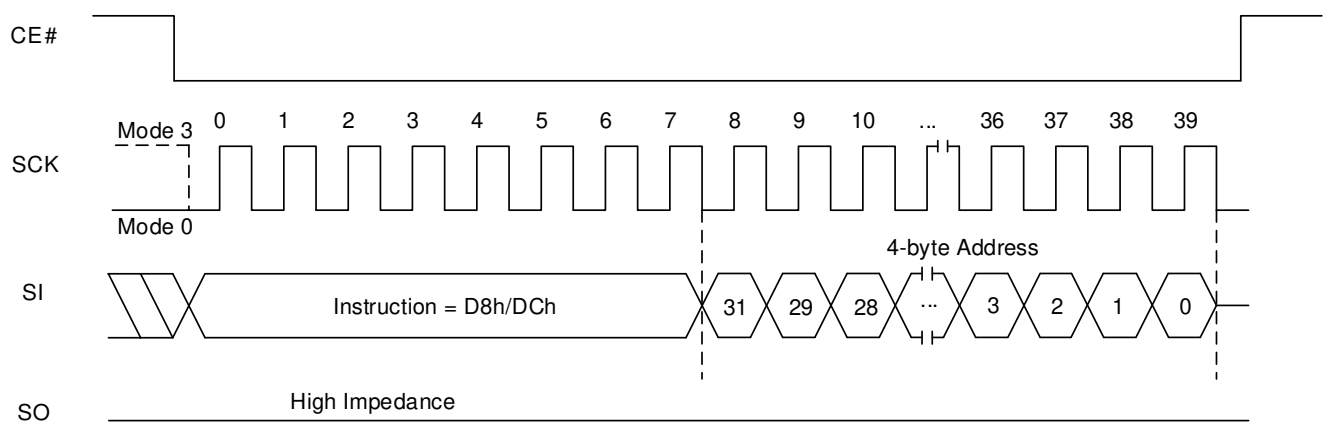 CE#
Mode 3 0 1 2 3 4 5 6 7 8 9 10 ... 36 37 38 39
SCK
Mode 0
4-byte Address
SI Instruction = D8h/DCh 31 29 28 ... 3 2 1 0
High Impedance
SO